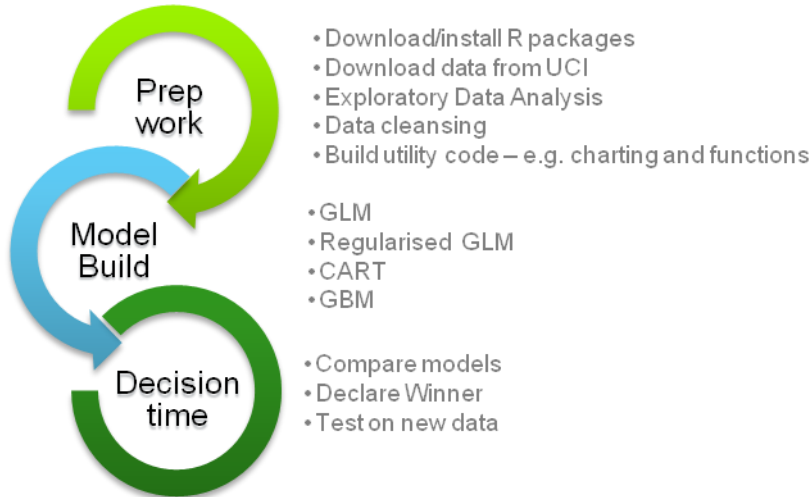 Prep
work
• Download/install R packages
• Download data from UCI
• Exploratory Data Analysis
• Data cleansing
• Build utility code – e.g. charting and functions
Model
Build
• GLM
• Regularised GLM
• CART
• GBM
Decision
time
• Compare models
• Declare Winner
• Test on new data